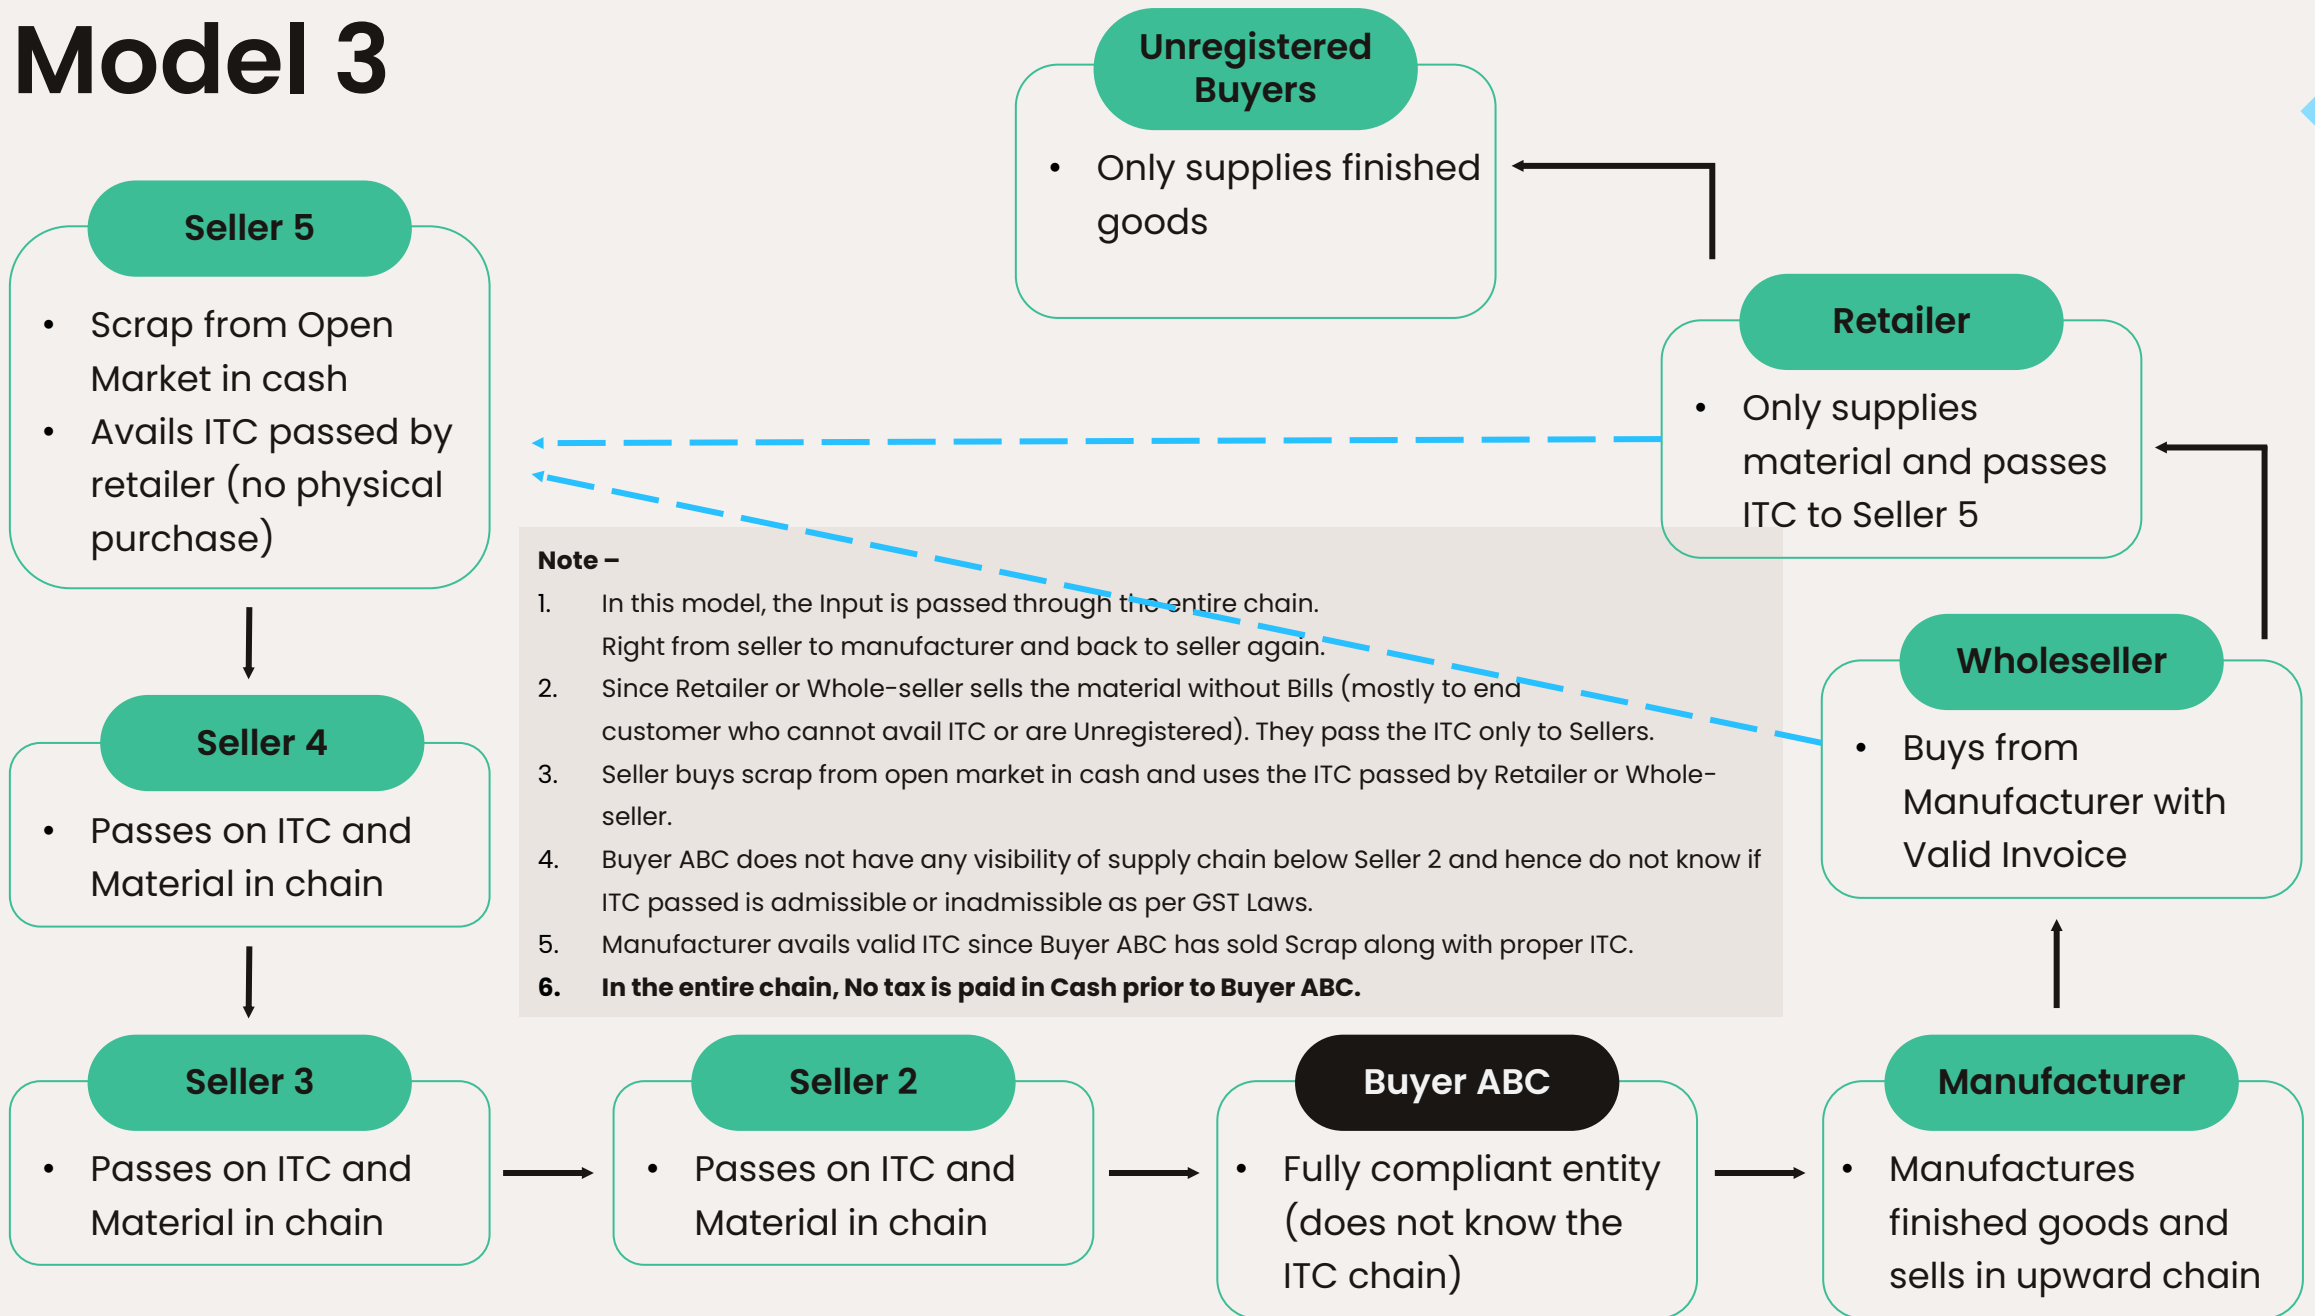 Model 3
Unregistered
Buyers
• Only supplies finished
goods
Seller 5
• Scrap from Open
Market in cash
• Avails ITC passed by
retailer (no physical
purchase)
Retailer
• Only supplies
material and passes
ITC to Seller 5
Note –
1. In this model, the Input is passed through the entire chain.
Right from seller to manufacturer and back to seller again.
2. Since Retailer or Whole-seller sells the material without Bills (mostly to end
customer who cannot avail ITC or are Unregistered). They pass the ITC only to Sellers.
3. Seller buys scrap from open market in cash and uses the ITC passed by Retailer or Whole-
seller.
4. Buyer ABC does not have any visibility of supply chain below Seller 2 and hence do not know if
ITC passed is admissible or inadmissible as per GST Laws.
5. Manufacturer avails valid ITC since Buyer ABC has sold Scrap along with proper ITC.
6. In the entire chain, No tax is paid in Cash prior to Buyer ABC.
Wholeseller
• Buys from
Manufacturer with
Valid Invoice
Seller 4
• Passes on ITC and
Material in chain
Seller 3
• Passes on ITC and
Material in chain
Seller 2
• Passes on ITC and
Material in chain
Buyer ABC
• Fully compliant entity
(does not know the
ITC chain)
Manufacturer
• Manufactures
finished goods and
sells in upward chain